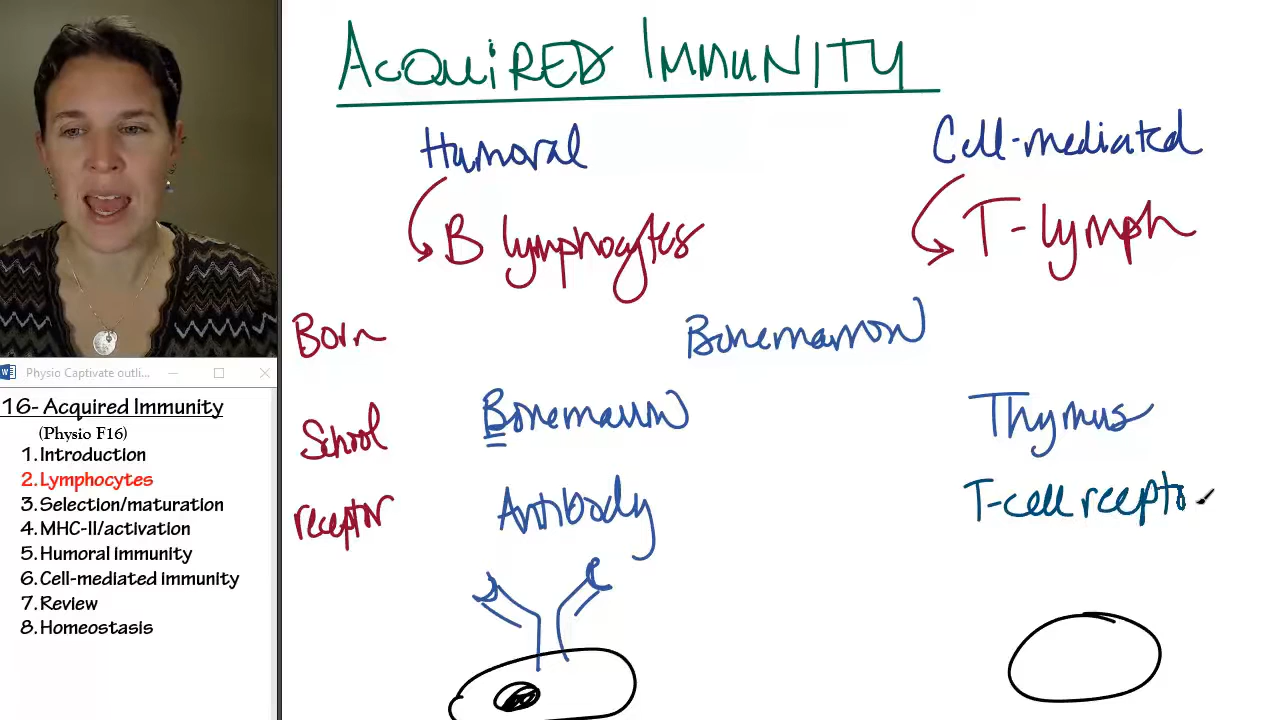 ACQUIRED IMMUNITY
Humoral
Cell-mediated
B lymphocytes
T-lymph
Born
Bonemarrow
School
Bonemarrow
Thymus
receptor
Antibody
T-cell recepto
Physio Captivate outli...
16- Acquired Immunity
(Physio F16)
1. Introduction
2. Lymphocytes
3. Selection/maturation
4. MHC-II/activation
5. Humoral immunity
6. Cell-mediated immunity
7. Review
8. Homeostasis